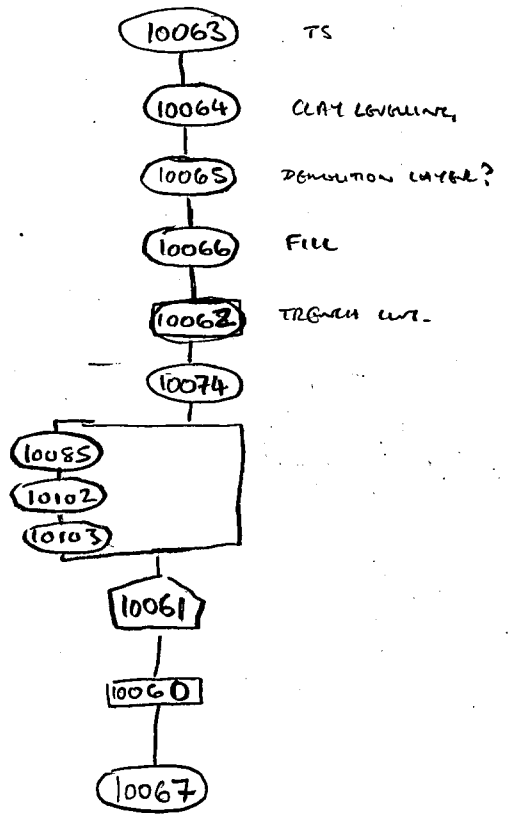 10063 TS
10064 CLAY LEVELLING
10065 DEMOLITION LAYER?
10066 FILL
10062 TRENCH CUT.
10074
10085
10102
10103
10061
10060
10067